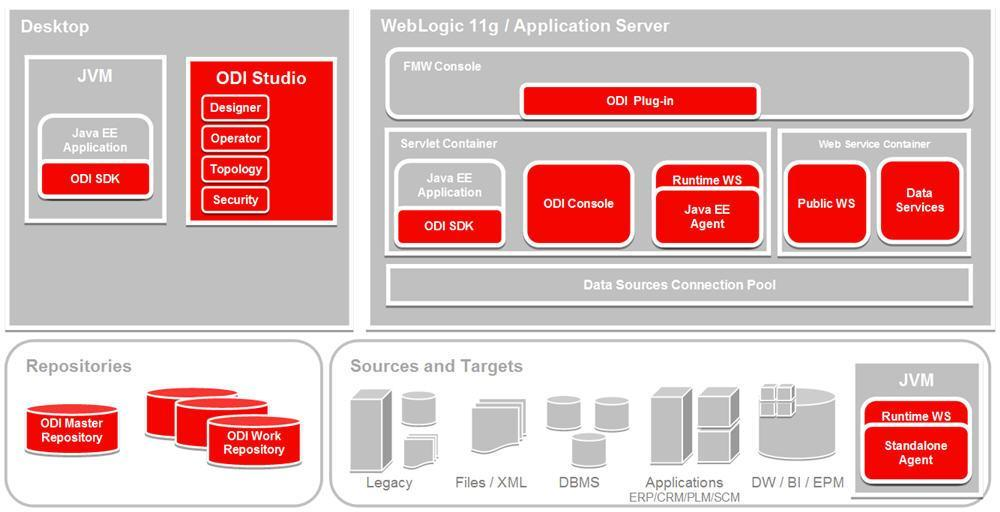 Desktop
JVM
Java EE
Application
ODI SDK
ODI Studio
Designer
Operator
Topology
Security
WebLogic 11g / Application Server
FMW Console
ODI Plug-in
Servlet Container
Java EE
Application
ODI SDK
ODI Console
Runtime WS
Java EE
Agent
Web Service Container
Public WS
Data
Services
Data Sources Connection Pool
Repositories
ODI Master
Repository
ODI Work
Repository
Sources and Targets
Legacy
Files / XML
DBMS
Applications
ERP/CRM/PLM/SCM
DW / BI / EPM
JVM
Runtime WS
Standalone
Agent